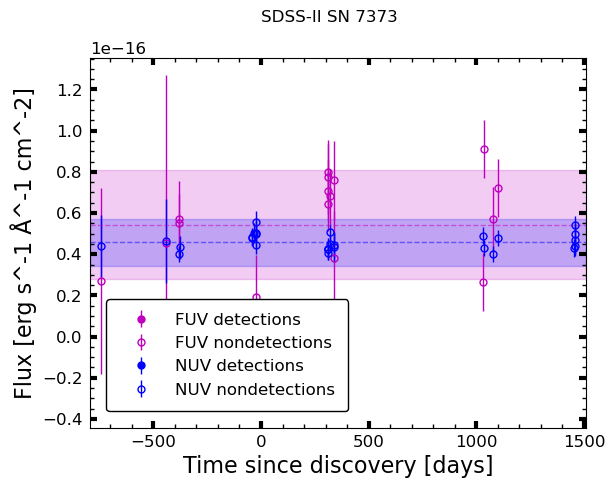 SDSS-II SN 7373
1e−16
1.2
1.0
0.8
0.6
0.4
0.2
0.0
−0.2
−0.4
Flux [erg s^-1 Å^-1 cm^-2]
FUV detections
FUV nondetections
NUV detections
NUV nondetections
−500 0 500 1000 1500
Time since discovery [days]